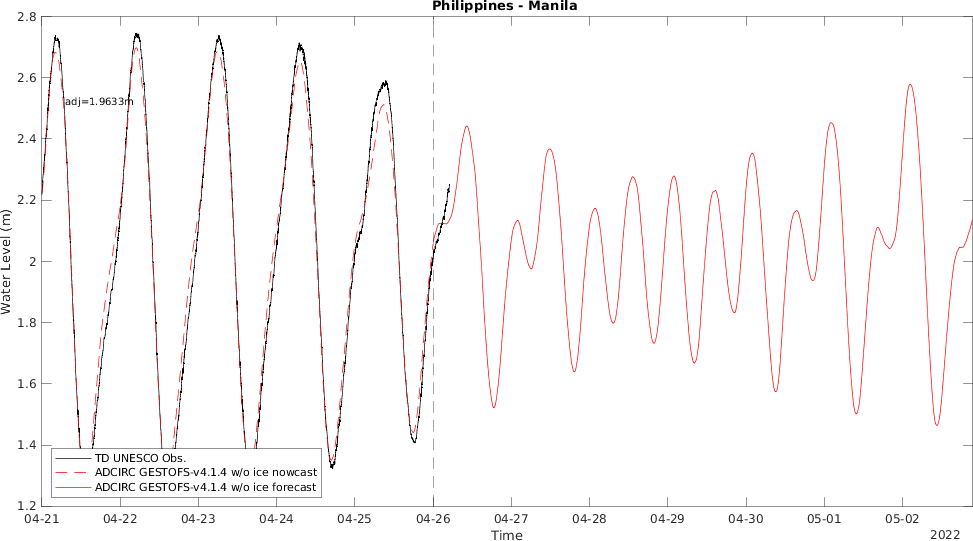 Philippines - Manila
2.8
2.6
2.4
2.2
2
1.8
1.6
1.4
1.2
Water Level (m)
adj=1.9633m
TD UNESCO Obs.
ADCIRC GESTOFS-v4.1.4 w/o ice nowcast
ADCIRC GESTOFS-v4.1.4 w/o ice forecast
04-21 04-22 04-23 04-24 04-25 04-26 04-27 04-28 04-29 04-30 05-01 05-02
Time
2022